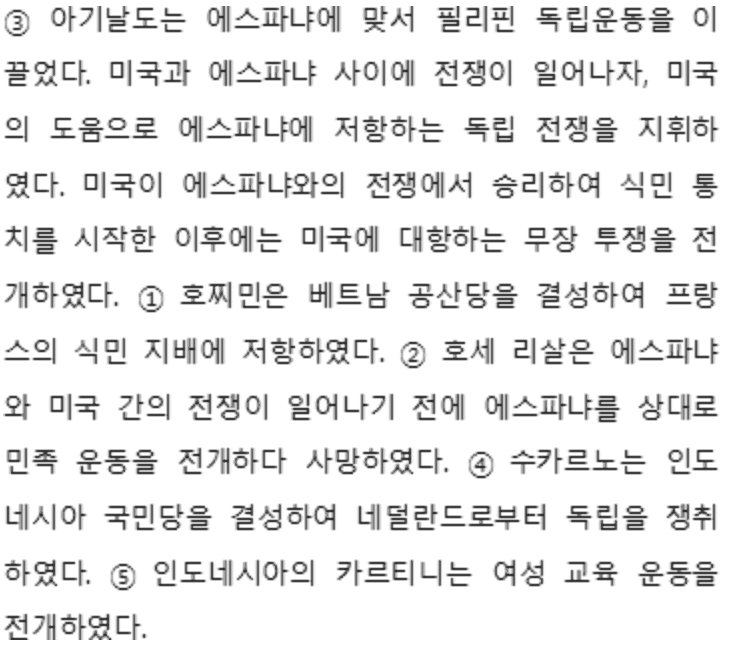 ③ 아기날도는 에스파냐에 맞서 필리핀 독립운동을 이
끌었다. 미국과 에스파냐 사이에 전쟁이 일어나자, 미국
의 도움으로 에스파냐에 저항하는 독립 전쟁을 지휘하
였다. 미국이 에스파냐와의 전쟁에서 승리하여 식민 통
치를 시작한 이후에는 미국에 대항하는 무장 투쟁을 전
개하였다. ① 호찌민은 베트남 공산당을 결성하여 프랑
스의 식민 지배에 저항하였다. ② 호세 리살은 에스파냐
와 미국 간의 전쟁이 일어나기 전에 에스파냐를 상대로
민족 운동을 전개하다 사망하였다. ④ 수카르노는 인도
네시아 국민당을 결성하여 네덜란드로부터 독립을 쟁취
하였다. ⑤ 인도네시아의 카르티니는 여성 교육 운동을
전개하였다.